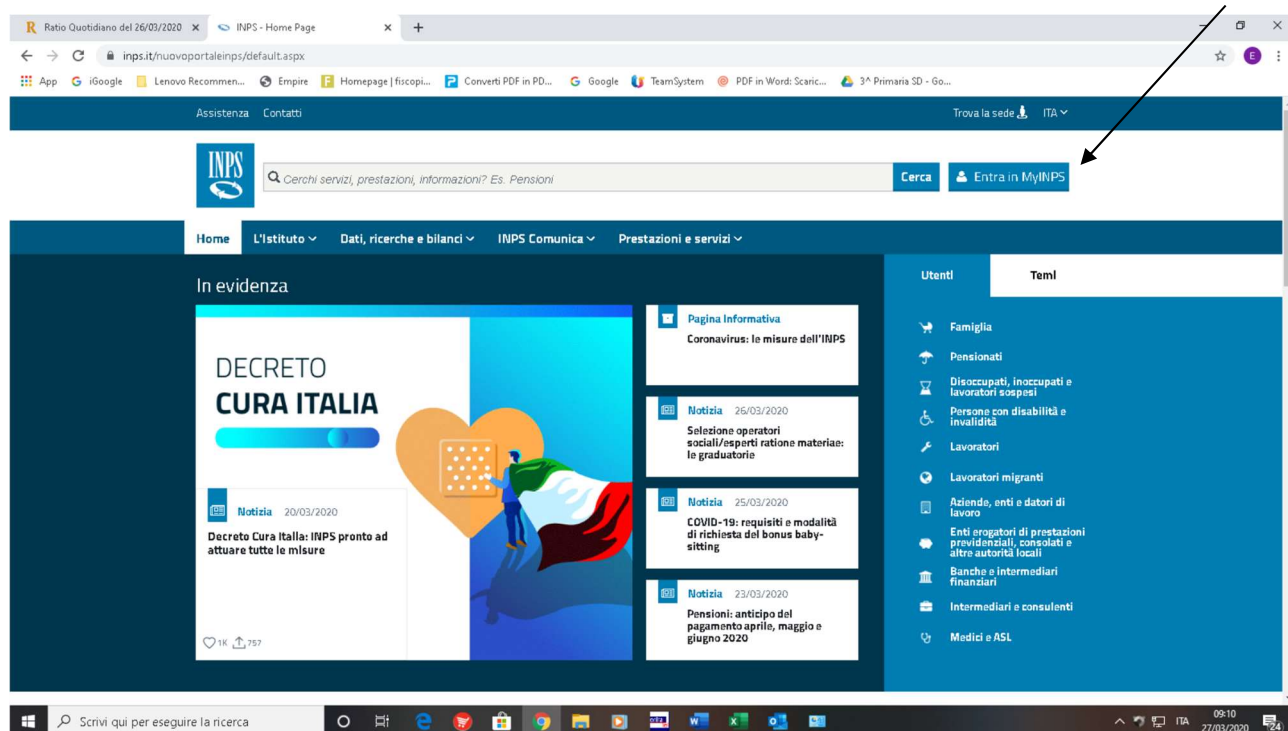 Ratio Quotidiano del 26/03/2020
INPS - Home Page
inps.it/nuovoportaleinps/default.aspx
E
App
iGoogle
Lenovo Recommen...
Empire
Homepage | fiscopi...
Converti PDF in PD...
Google
TeamSystem
PDF in Word: Scaric...
3^ Primaria SD - Go...
Assistenza Contatti
Trova la sede ITA
INPS
Cerchi servizi, prestazioni, informazioni? Es. Pensioni
Cerca
Entra in MyINPS
Home L'Istituto Dati, ricerche e bilanci INPS Comunica Prestazioni e servizi
In evidenza
DECRETO
CURA ITALIA
Notizia 20/03/2020
Decreto Cura Italia: INPS pronto ad
attuare tutte le misure
1K 757
Pagina Informativa
Coronavirus: le misure dell'INPS
Notizia 26/03/2020
Selezione operatori
sociali/esperti ratione materiae:
le graduatorie
Notizia 25/03/2020
COVID-19: requisiti e modalità
di richiesta del bonus baby-
sitting
Notizia 23/03/2020
Pensioni: anticipo del
pagamento aprile, maggio e
giugno 2020
Utenti Temi
Famiglia
Pensionati
Disoccupati, inoccupati e
lavoratori sospesi
Persone con disabilità e
invalidità
Lavoratori
Lavoratori migranti
Aziende, enti e datori di
lavoro
Enti erogatori di prestazioni
previdenziali, consolati e
altre autorità locali
Banche e intermediari
finanziari
Intermediari e consulenti
Medici e ASL
Scrivi qui per eseguire la ricerca
ITA
09:10
27/03/2020
24